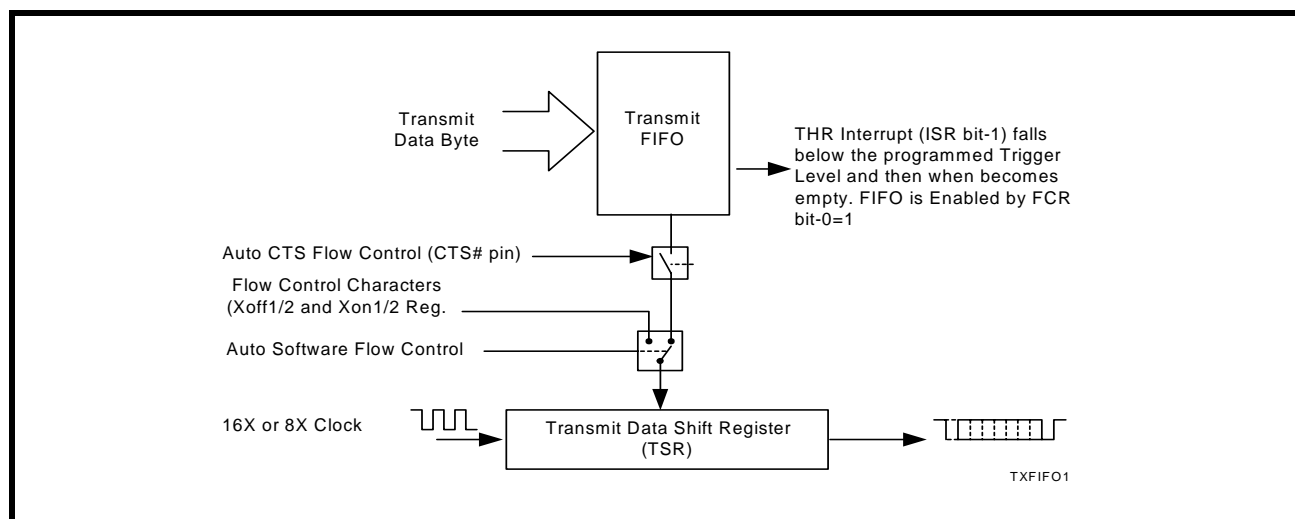 Transmit
Data Byte
Transmit
FIFO
THR Interrupt (ISR bit-1) falls
below the programmed Trigger
Level and then when becomes
empty. FIFO is Enabled by FCR
bit-0=1
Auto CTS Flow Control (CTS# pin)
Flow Control Characters
(Xoff1/2 and Xon1/2 Reg.
Auto Software Flow Control
16X or 8X Clock
Transmit Data Shift Register
(TSR)
TXFIFO1